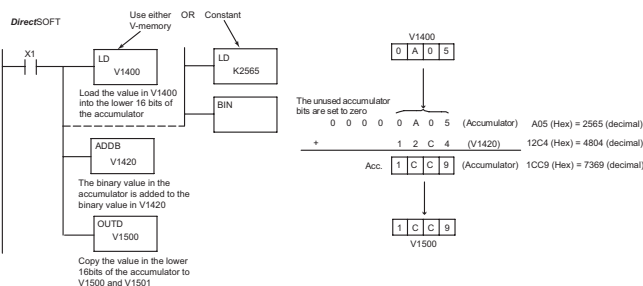 DirectSOFT
Use either
V-memory
OR
Constant
X1
LD
V1400
LD
K2565
Load the value in V1400
into the lower 16 bits of
the accumulator
BIN
ADDB
V1420
The binary value in the
accumulator is added to the
binary value in V1420
OUTD
V1500
Copy the value in the lower
16bits of the accumulator to
V1500 and V1501
V1400
0 A 0 5
The unused accumulator
bits are set to zero
0 0 0 0 0 A 0 5 (Accumulator) A05 (Hex) = 2565 (decimal)
+ 1 2 C 4 (V1420) 12C4 (Hex) = 4804 (decimal)
Acc. 1 C C 9 (Accumulator) 1CC9 (Hex) = 7369 (decimal)
1 C C 9
V1500